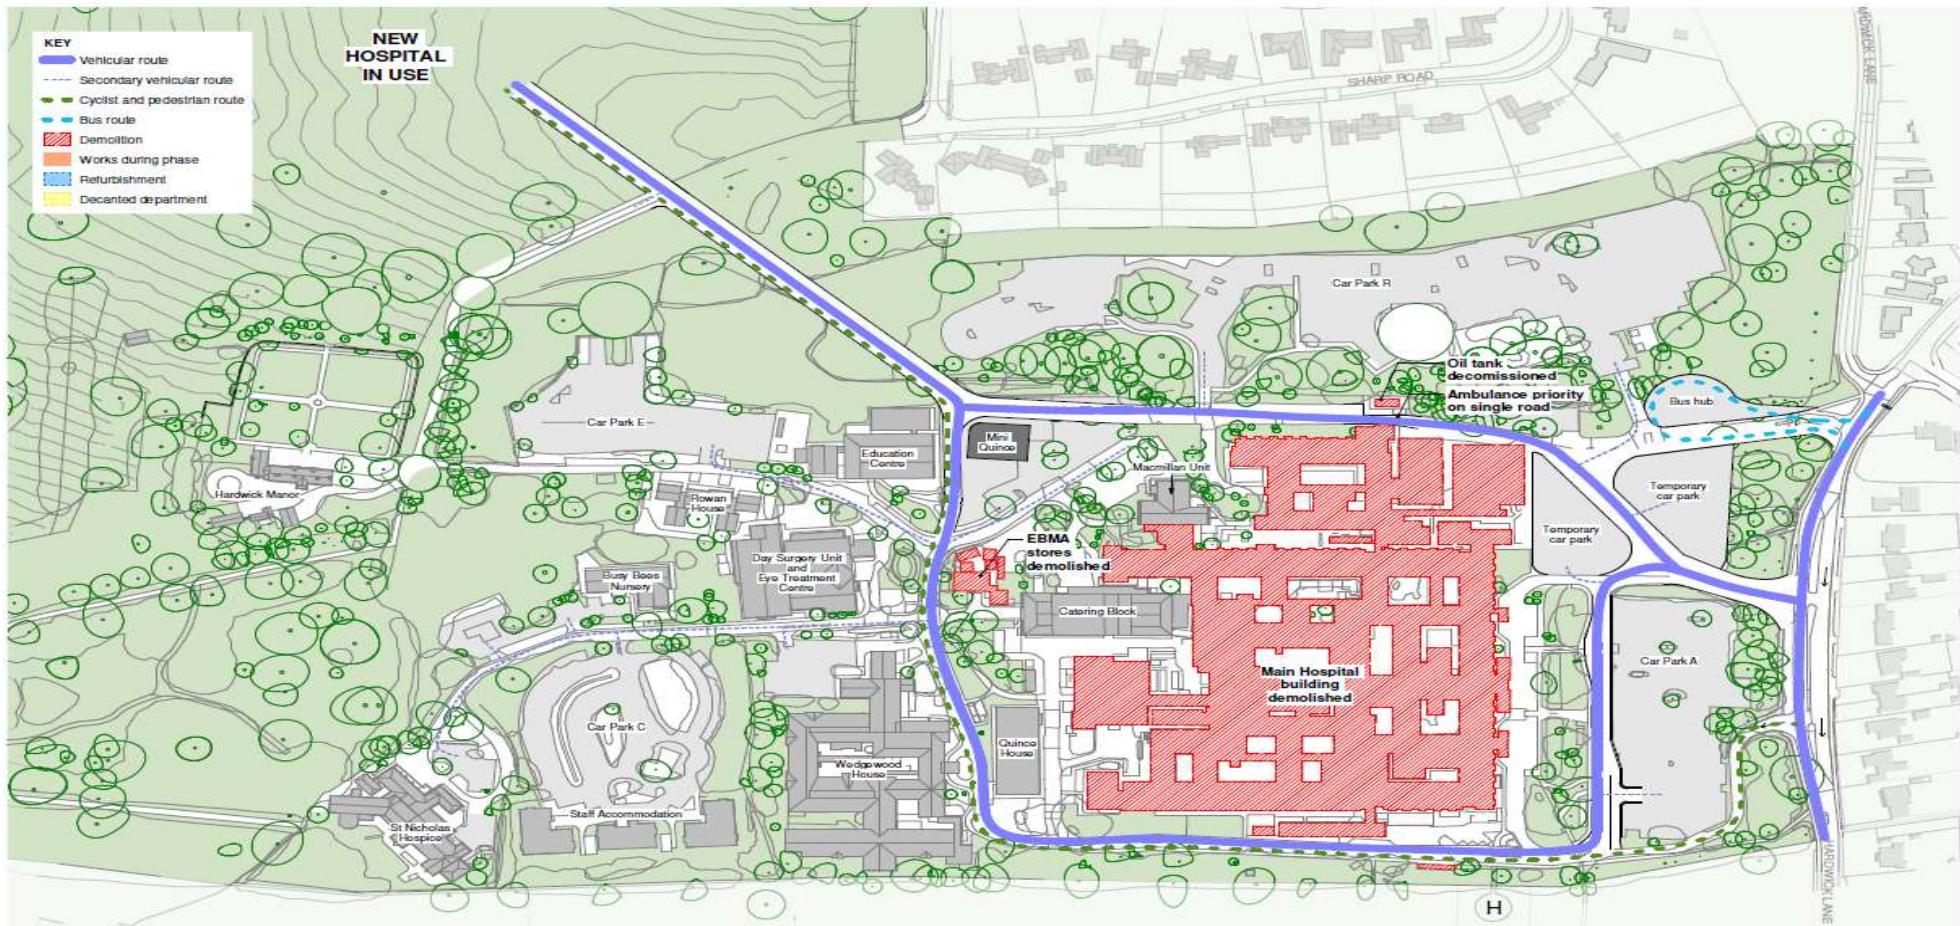 KEY
Vehicular route
Secondary vehicular route
Cyclist and pedestrian route
Bus route
Demolition
Works during phase
Refurbishment
Decanted department
NEW
HOSPITAL
IN USE
SHARP ROAD
ARDWICK LANE
Car Park R
Oil tank
decomissioned
Ambulance priority
on single road
Bus hub
Car Park E
Education
Centre
Mini
Quince
Macmillan Unit
Hardwick Manor
Rowan
House
Temporary
car park
Temporary
car park
EBMA
stores
demolished
Day Surgery Unit
and
Eye Treatment
Centre
Busy Bees
Nursery
Catering Block
Main Hospital
building
demolished
Car Park A
Car Park C
Quince
House
Wedgewood
House
Staff Accommodation
St Nicholas
Hospice
H
HARDWICK LANE